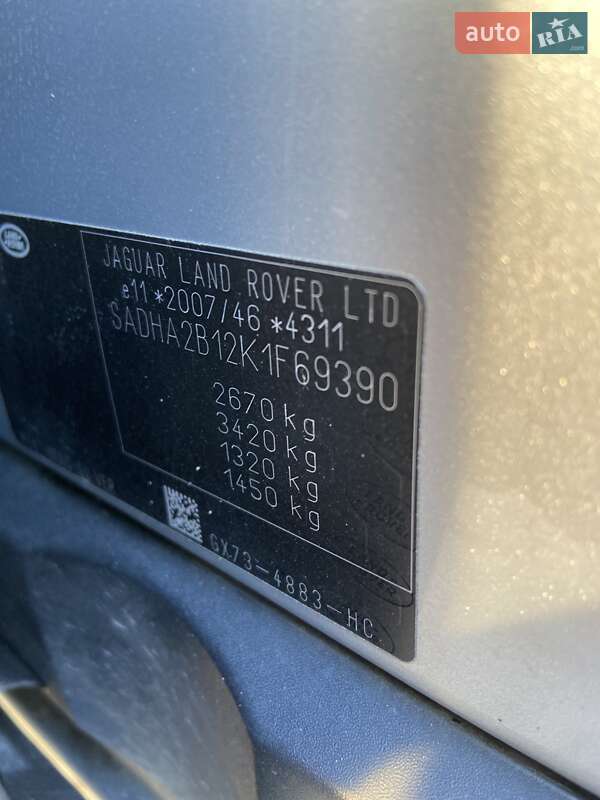 auto RIA.com
JAGUAR LAND ROVER LTD
e11*2007/46*4311
SADHA2B12K1F69390
2670 kg
3420 kg
1320 kg
1450 kg
GX73-4883-HC